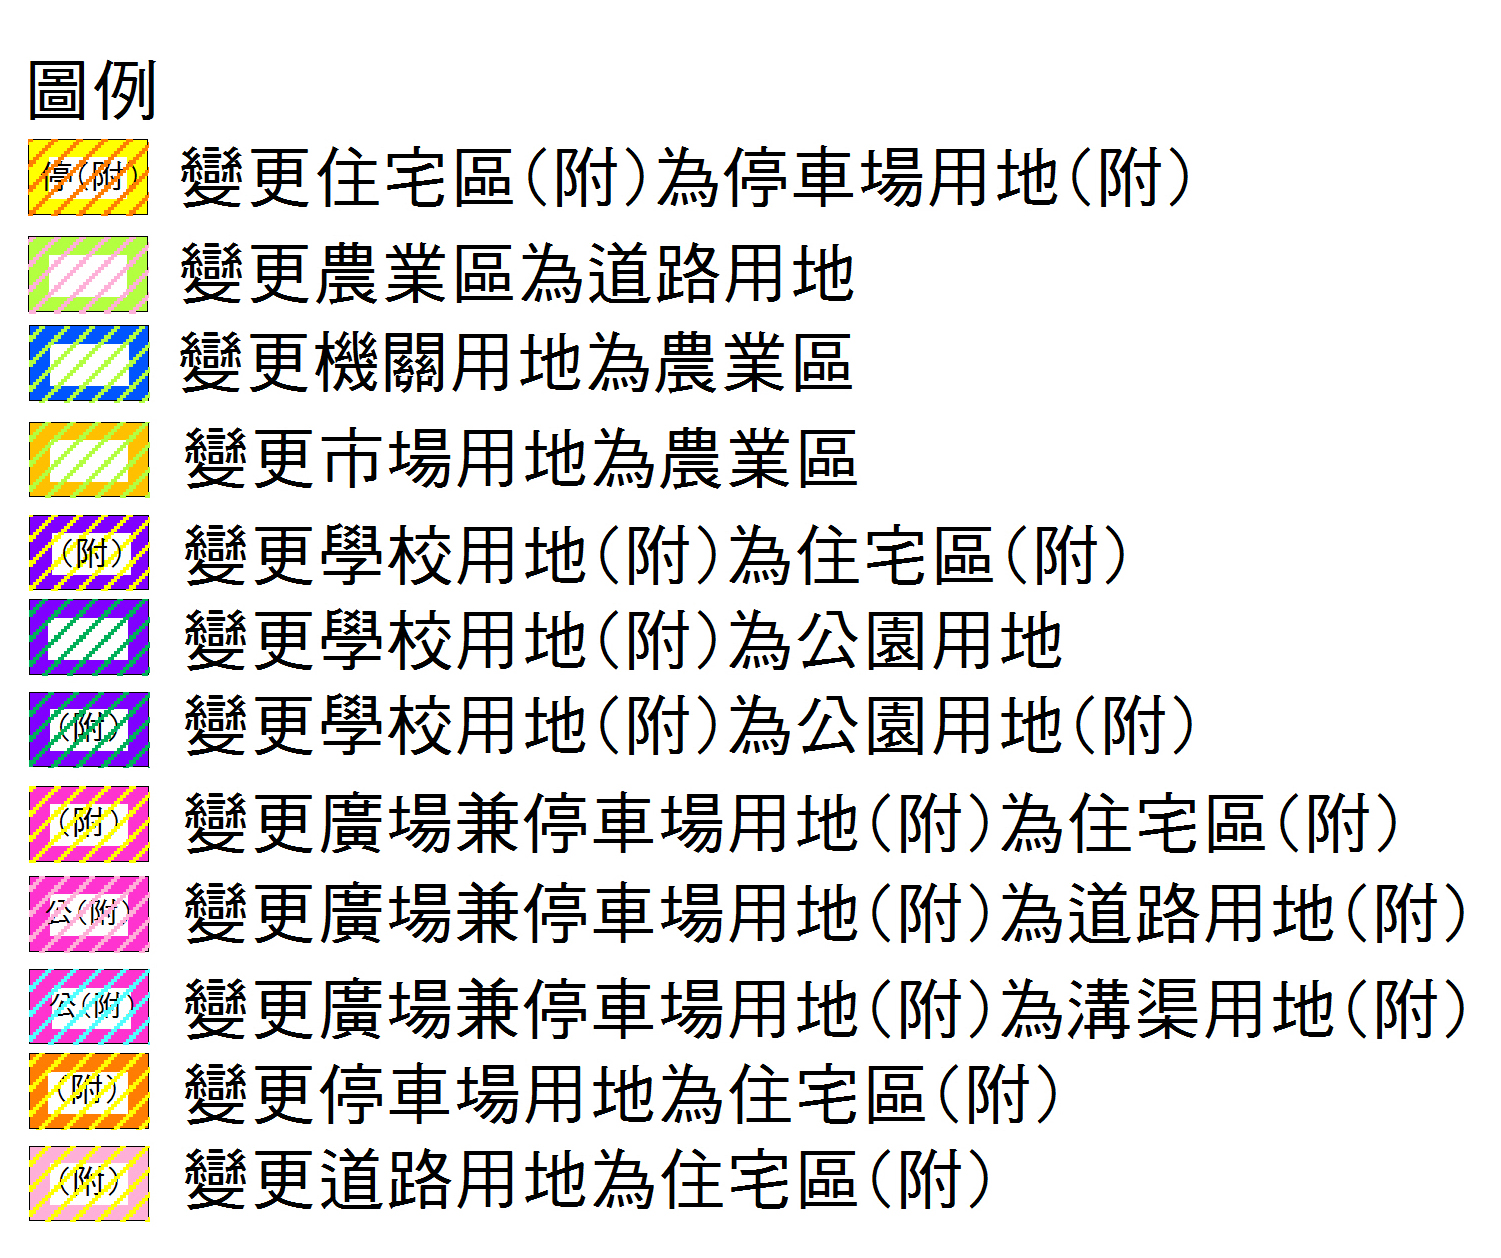 圖例
停(附) 變更住宅區(附)為停車場用地(附)
變更農業區為道路用地
變更機關用地為農業區
變更市場用地為農業區
(附) 變更學校用地(附)為住宅區(附)
變更學校用地(附)為公園用地
(附) 變更學校用地(附)為公園用地(附)
(附) 變更廣場兼停車場用地(附)為住宅區(附)
公(附) 變更廣場兼停車場用地(附)為道路用地(附)
公(附) 變更廣場兼停車場用地(附)為溝渠用地(附)
(附) 變更停車場用地為住宅區(附)
(附) 變更道路用地為住宅區(附)